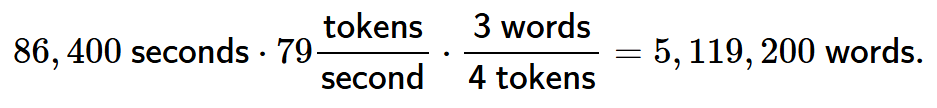 86,400 seconds · 79 tokens/second · 3 words/4 tokens = 5,119,200 words.